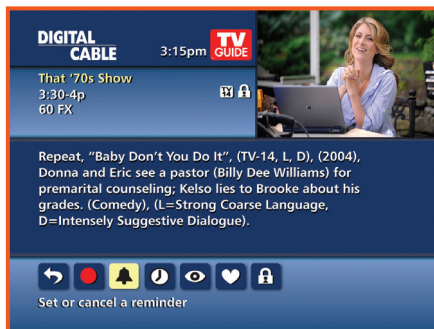 DIGITAL
CABLE
3:15pm
TV
GUIDE
That '70s Show
3:30-4p
60 FX
TV
14
Repeat, "Baby Don't You Do It", (TV-14, L, D), (2004),
Donna and Eric see a pastor (Billy Dee Williams) for
premarital counseling; Kelso lies to Brooke about his
grades. (Comedy), (L=Strong Coarse Language,
D=Intensely Suggestive Dialogue).
Set or cancel a reminder